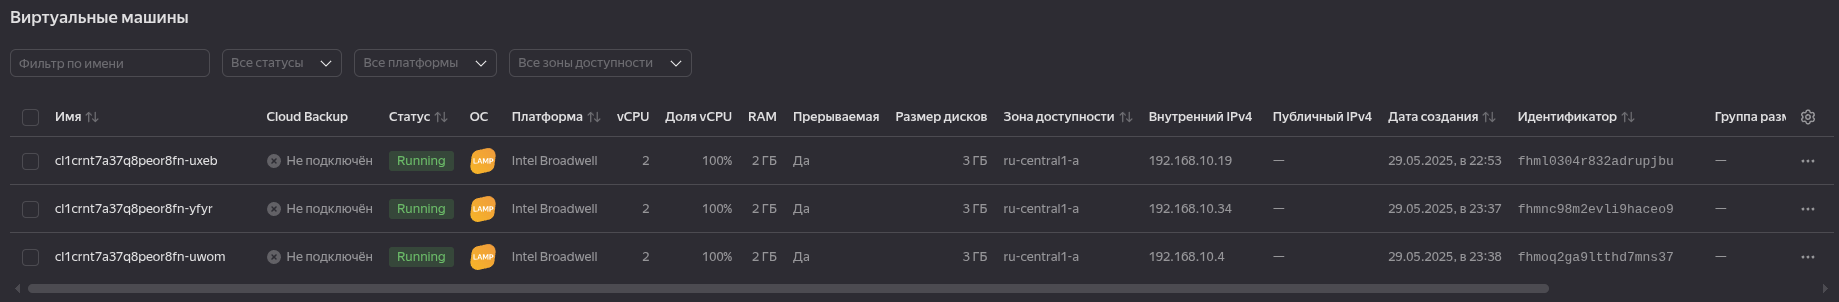 Виртуальные машины
Фильтр по имени Все статусы Все платформы Все зоны доступности
Имя Cloud Backup Статус ОС Платформа vCPU Доля vCPU RAM Прерываемая Размер дисков Зона доступности Внутренний IPv4 Публичный IPv4 Дата создания Идентификатор Группа разм
cl1crnt7a37q8peor8fn-uxeb Не подключён Running LAMP Intel Broadwell 2 100% 2 ГБ Да 3 ГБ ru-central1-a 192.168.10.19 — 29.05.2025, в 22:53 fhml0304r832adrupjbu —
cl1crnt7a37q8peor8fn-yfyr Не подключён Running LAMP Intel Broadwell 2 100% 2 ГБ Да 3 ГБ ru-central1-a 192.168.10.34 — 29.05.2025, в 23:37 fhmnc98m2evli9haceo9 —
cl1crnt7a37q8peor8fn-uwom Не подключён Running LAMP Intel Broadwell 2 100% 2 ГБ Да 3 ГБ ru-central1-a 192.168.10.4 — 29.05.2025, в 23:38 fhmoq2ga9ltthd7mns37 —